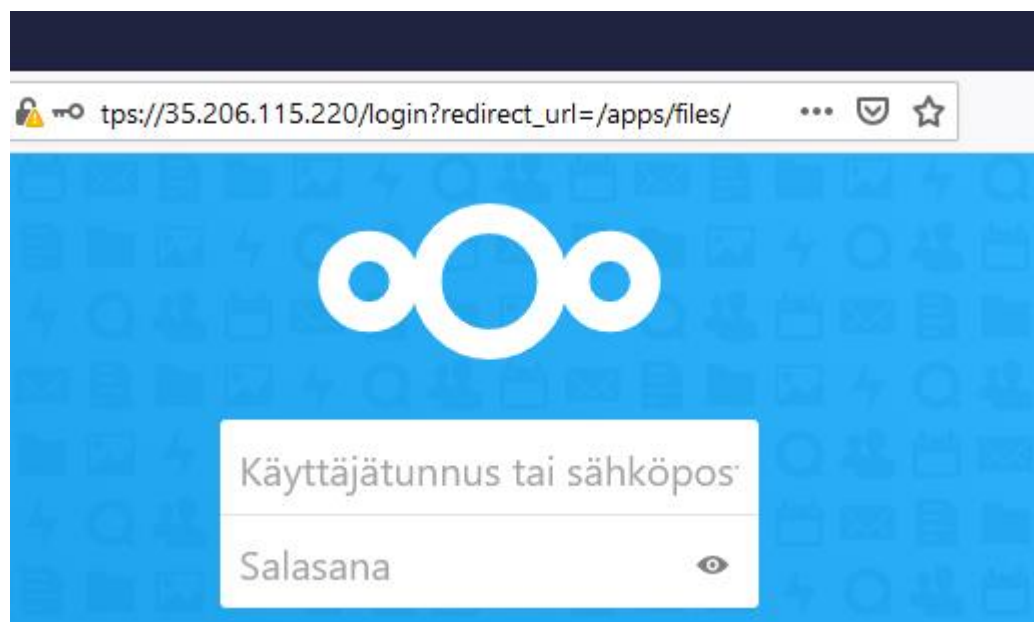 tps://35.206.115.220/login?redirect_url=/apps/files/
Käyttäjätunnus tai sähköpos
Salasana